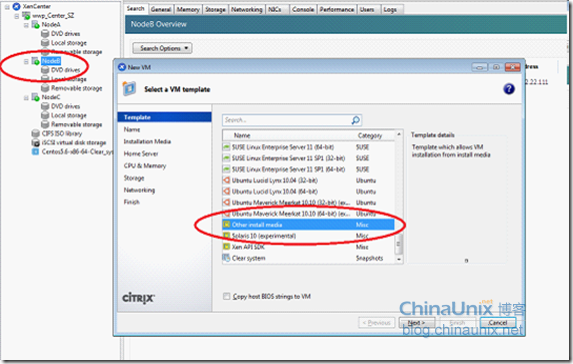 XenCenter
Search General Memory Storage Networking NICs Console Performance Users Logs
wwp_Center_SZ
NodeA
NodeB Overview
DVD drives
Local storage
Removable storage
Search Options
NodeB
DVD drives
Local storage
Removable storage
NodeC
DVD drives
Local storage
Removable storage
CIFS ISO library
iSCSI virtual disk storage
Centos5.6-x86-64-Clear_sys
New VM
Select a VM template
Template
Name
Installation Media
Home Server
CPU & Memory
Storage
Networking
Finish
Search...
Name Category
SUSE Linux Enterprise Server 11 (64-bit) SUSE
SUSE Linux Enterprise Server 11 SP1 (32-bit) SUSE
SUSE Linux Enterprise Server 11 SP1 (64-bit) SUSE
Ubuntu Lucid Lynx 10.04 (32-bit) Ubuntu
Ubuntu Lucid Lynx 10.04 (64-bit) Ubuntu
Ubuntu Maverick Meerkat 10.10 (32-bit) (ex... Ubuntu
Ubuntu Maverick Meerkat 10.10 (64-bit) (ex... Ubuntu
Other install media Misc
Solaris 10 (experimental) Misc
Xen API SDK Misc
Clear system Snapshots
Template details
Template which allows VM
installation from install media
Copy host BIOS strings to VM
CITRIX
< Previous Next > Finish Cancel
2.22.111
ChinaUnix.net 博客
blog.chinaunix.net